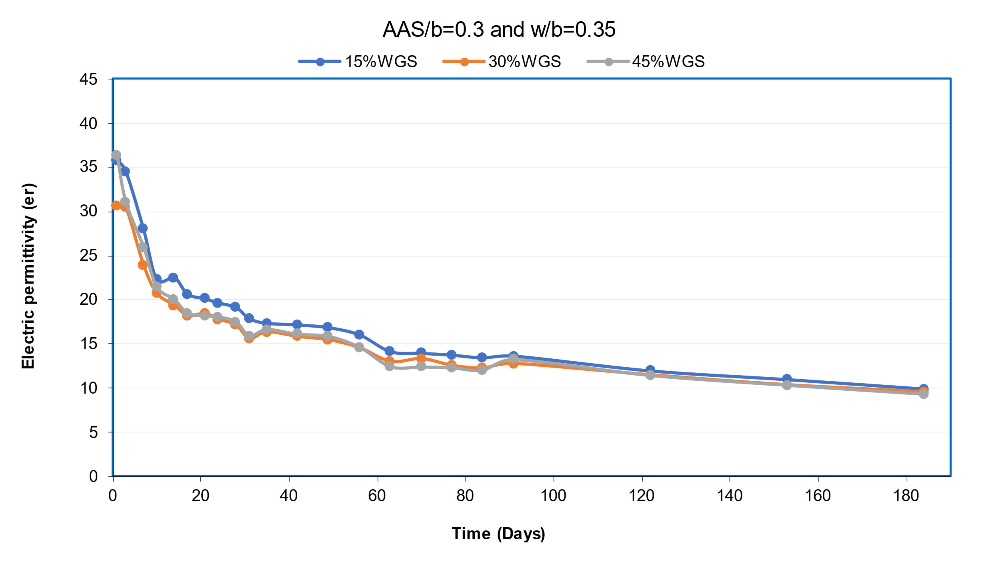 AAS/b=0.3 and w/b=0.35
15%WGS 30%WGS 45%WGS
45
40
35
30
25
20
15
10
5
0
Electric permittivity (er)
0 20 40 60 80 100 120 140 160 180
Time (Days)